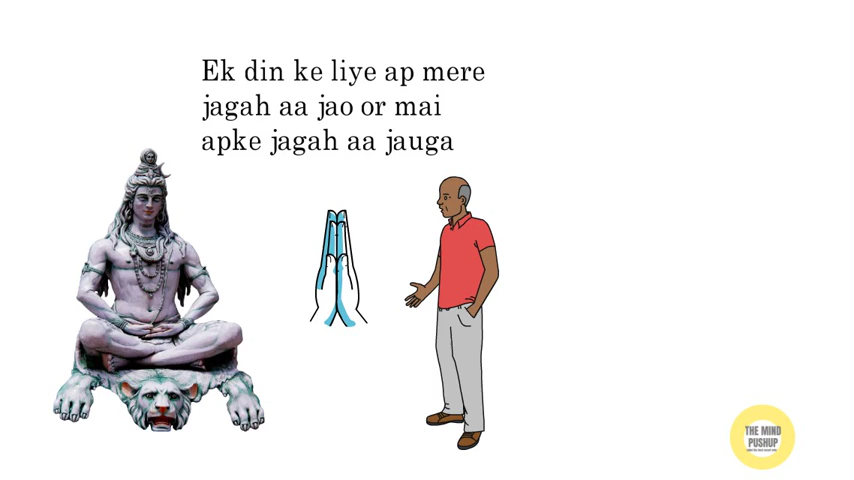 Ek din ke liye ap mere
jagah aa jao or mai
apke jagah aa jauga
THE MIND
PUSHUP